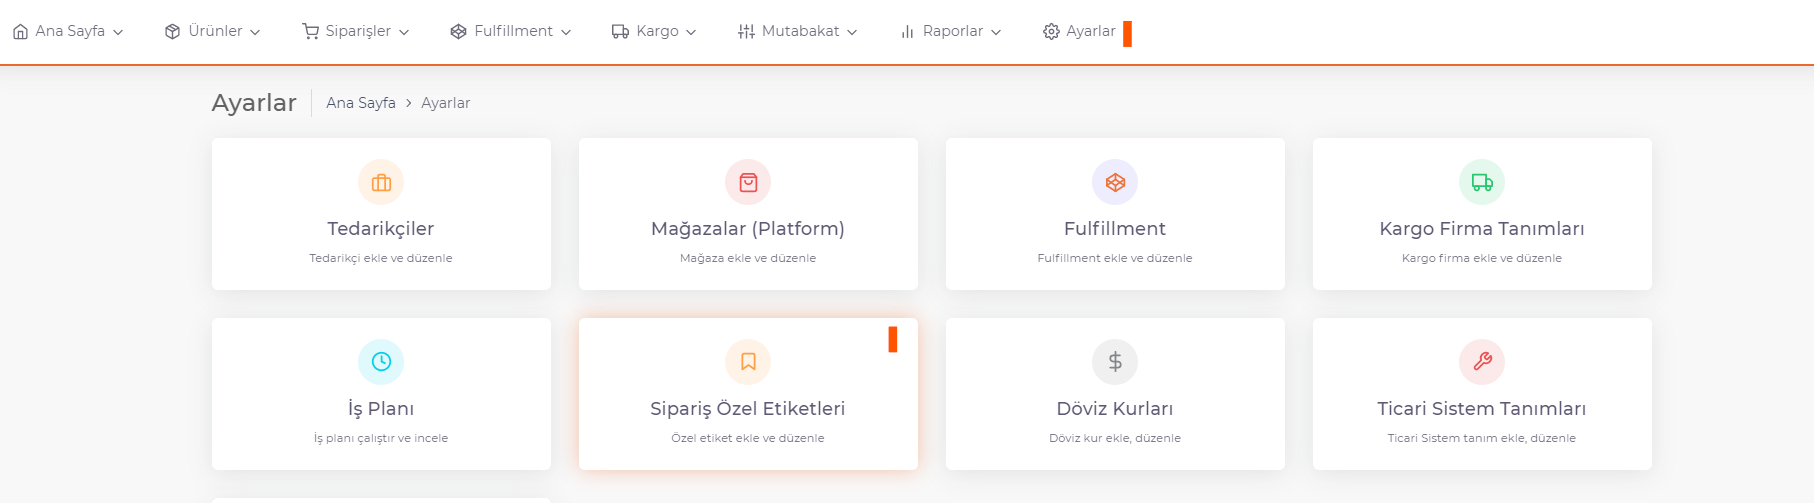 Ana Sayfa Ürünler Siparişler Fulfillment Kargo Mutabakat Raporlar Ayarlar
Ayarlar Ana Sayfa > Ayarlar
Tedarikçiler
Tedarikçi ekle ve düzenle
Mağazalar (Platform)
Mağaza ekle ve düzenle
Fulfillment
Fulfillment ekle ve düzenle
Kargo Firma Tanımları
Kargo firma ekle ve düzenle
İş Planı
İş planı çalıştır ve incele
Sipariş Özel Etiketleri
Özel etiket ekle ve düzenle
Döviz Kurları
Döviz kur ekle, düzenle
Ticari Sistem Tanımları
Ticari Sistem tanım ekle, düzenle